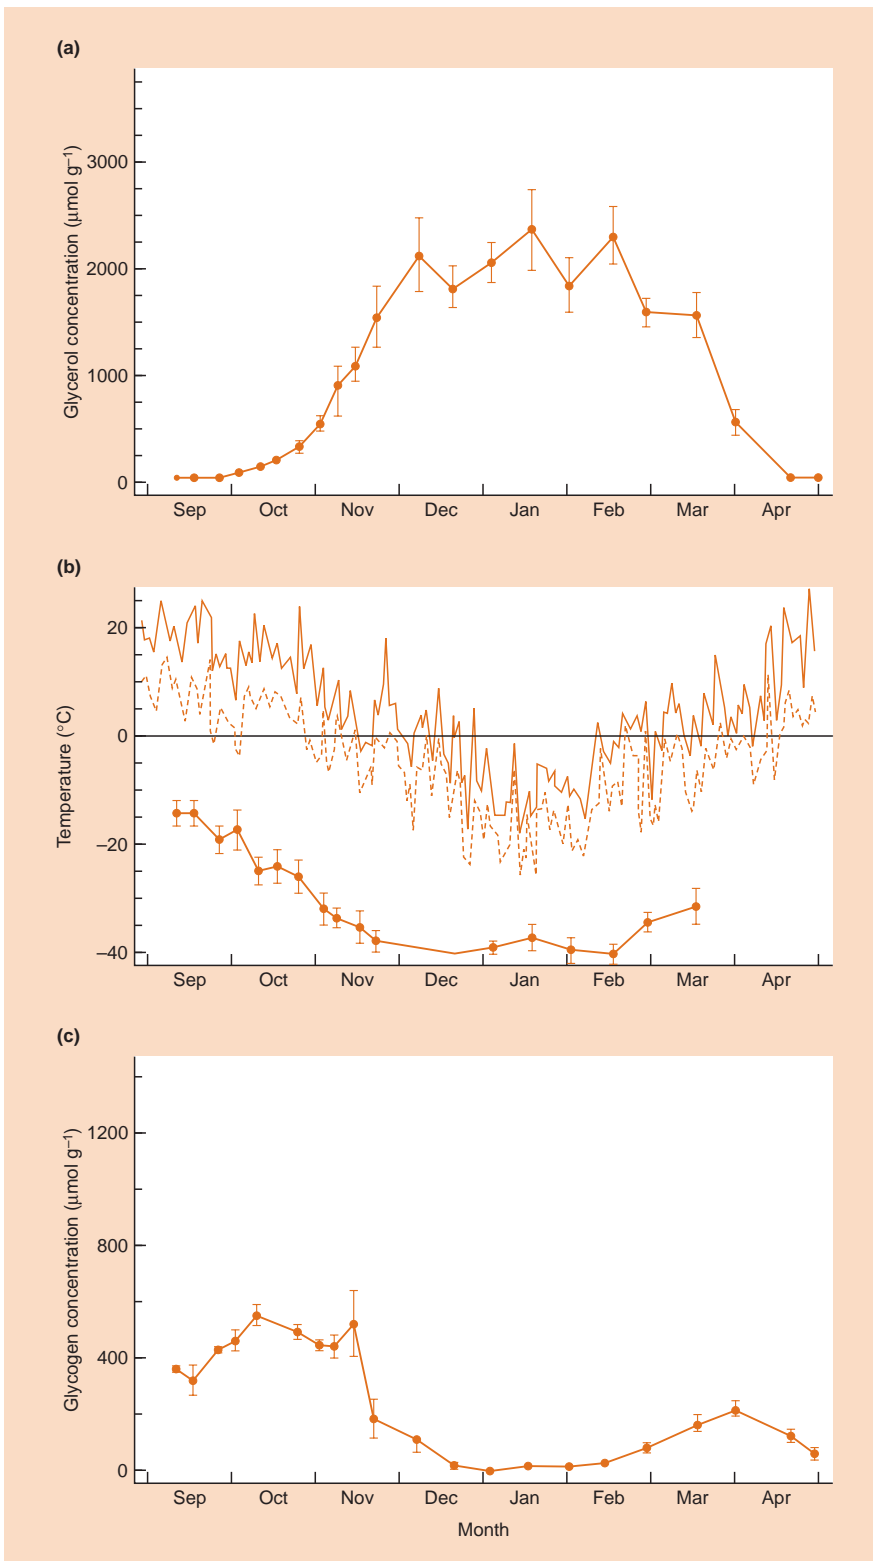 (a)
Glycerol concentration (μmol g⁻¹)
3000
2000
1000
0
Sep Oct Nov Dec Jan Feb Mar Apr
(b)
Temperature (°C)
20
0
–20
–40
Sep Oct Nov Dec Jan Feb Mar Apr
(c)
Glycogen concentration (μmol g⁻¹)
1200
800
400
0
Sep Oct Nov Dec Jan Feb Mar Apr
Month